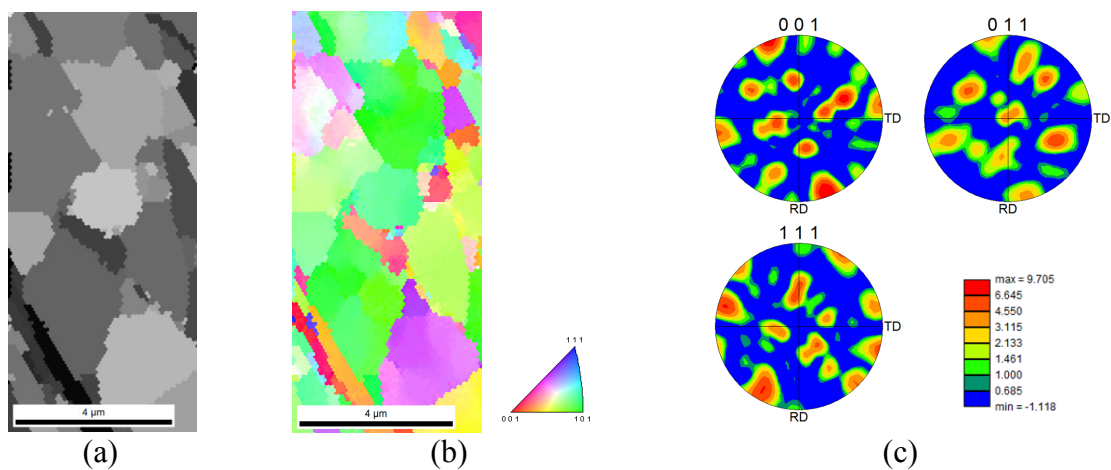 4 µm
(a)
4 µm
1 1 1
0 0 1
1 0 1
(b)
0 0 1
TD
RD
0 1 1
TD
RD
1 1 1
TD
RD
max = 9.705
6.645
4.550
3.115
2.133
1.461
1.000
0.685
min = -1.118
(c)